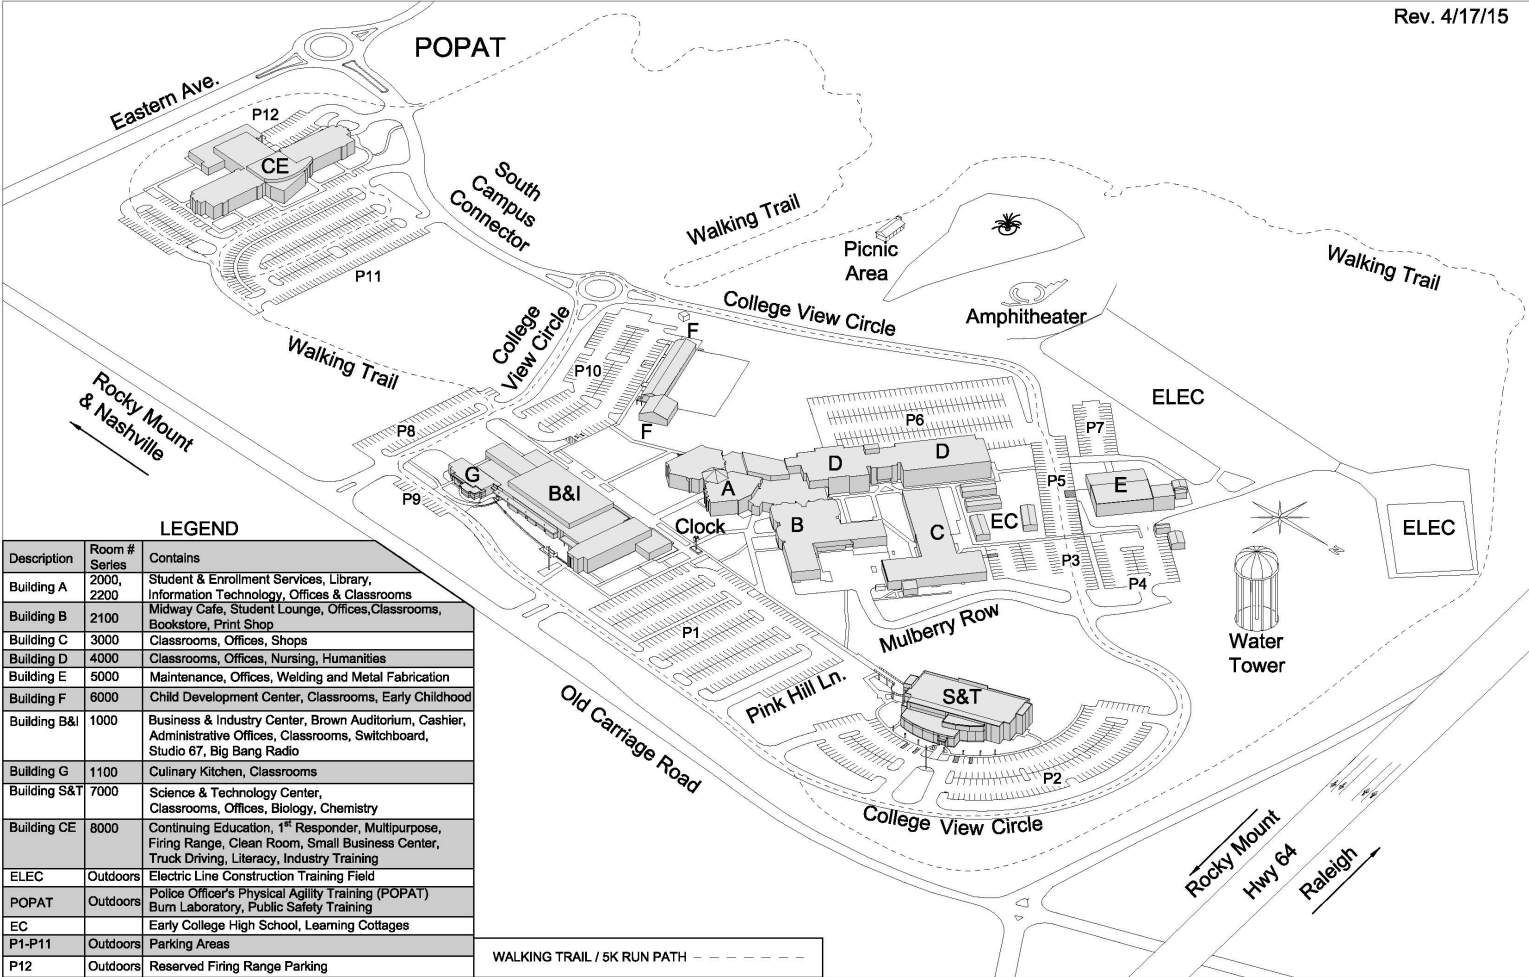 Rev. 4/17/15
POPAT
Eastern Ave.
P12
CE
South
Campus
Connector
P11
Walking Trail
Picnic
Area
Walking Trail
Amphitheater
College View Circle
College
View Circle
F
P10
F
Walking Trail
Rocky Mount
& Nashville
P8
P9
G
B&I
Clock
A
D
D
P6
B
C
EC
P5
P7
E
ELEC
ELEC
N
P3
P4
Water
Tower
Mulberry Row
P1
Pink Hill Ln.
S&T
P2
Old Carriage Road
College View Circle
Rocky Mount
Hwy 64
Raleigh
LEGEND
Description Room # Series Contains
Building A 2000, 2200 Student & Enrollment Services, Library,
Information Technology, Offices & Classrooms
Building B 2100 Midway Cafe, Student Lounge, Offices,Classrooms,
Bookstore, Print Shop
Building C 3000 Classrooms, Offices, Shops
Building D 4000 Classrooms, Offices, Nursing, Humanities
Building E 5000 Maintenance, Offices, Welding and Metal Fabrication
Building F 6000 Child Development Center, Classrooms, Early Childhood
Building B&I 1000 Business & Industry Center, Brown Auditorium, Cashier,
Administrative Offices, Classrooms, Switchboard,
Studio 67, Big Bang Radio
Building G 1100 Culinary Kitchen, Classrooms
Building S&T 7000 Science & Technology Center,
Classrooms, Offices, Biology, Chemistry
Building CE 8000 Continuing Education, 1st Responder, Multipurpose,
Firing Range, Clean Room, Small Business Center,
Truck Driving, Literacy, Industry Training
ELEC Outdoors Electric Line Construction Training Field
POPAT Outdoors Police Officer's Physical Agility Training (POPAT)
Burn Laboratory, Public Safety Training
EC Early College High School, Learning Cottages
P1-P11 Outdoors Parking Areas
P12 Outdoors Reserved Firing Range Parking
WALKING TRAIL / 5K RUN PATH